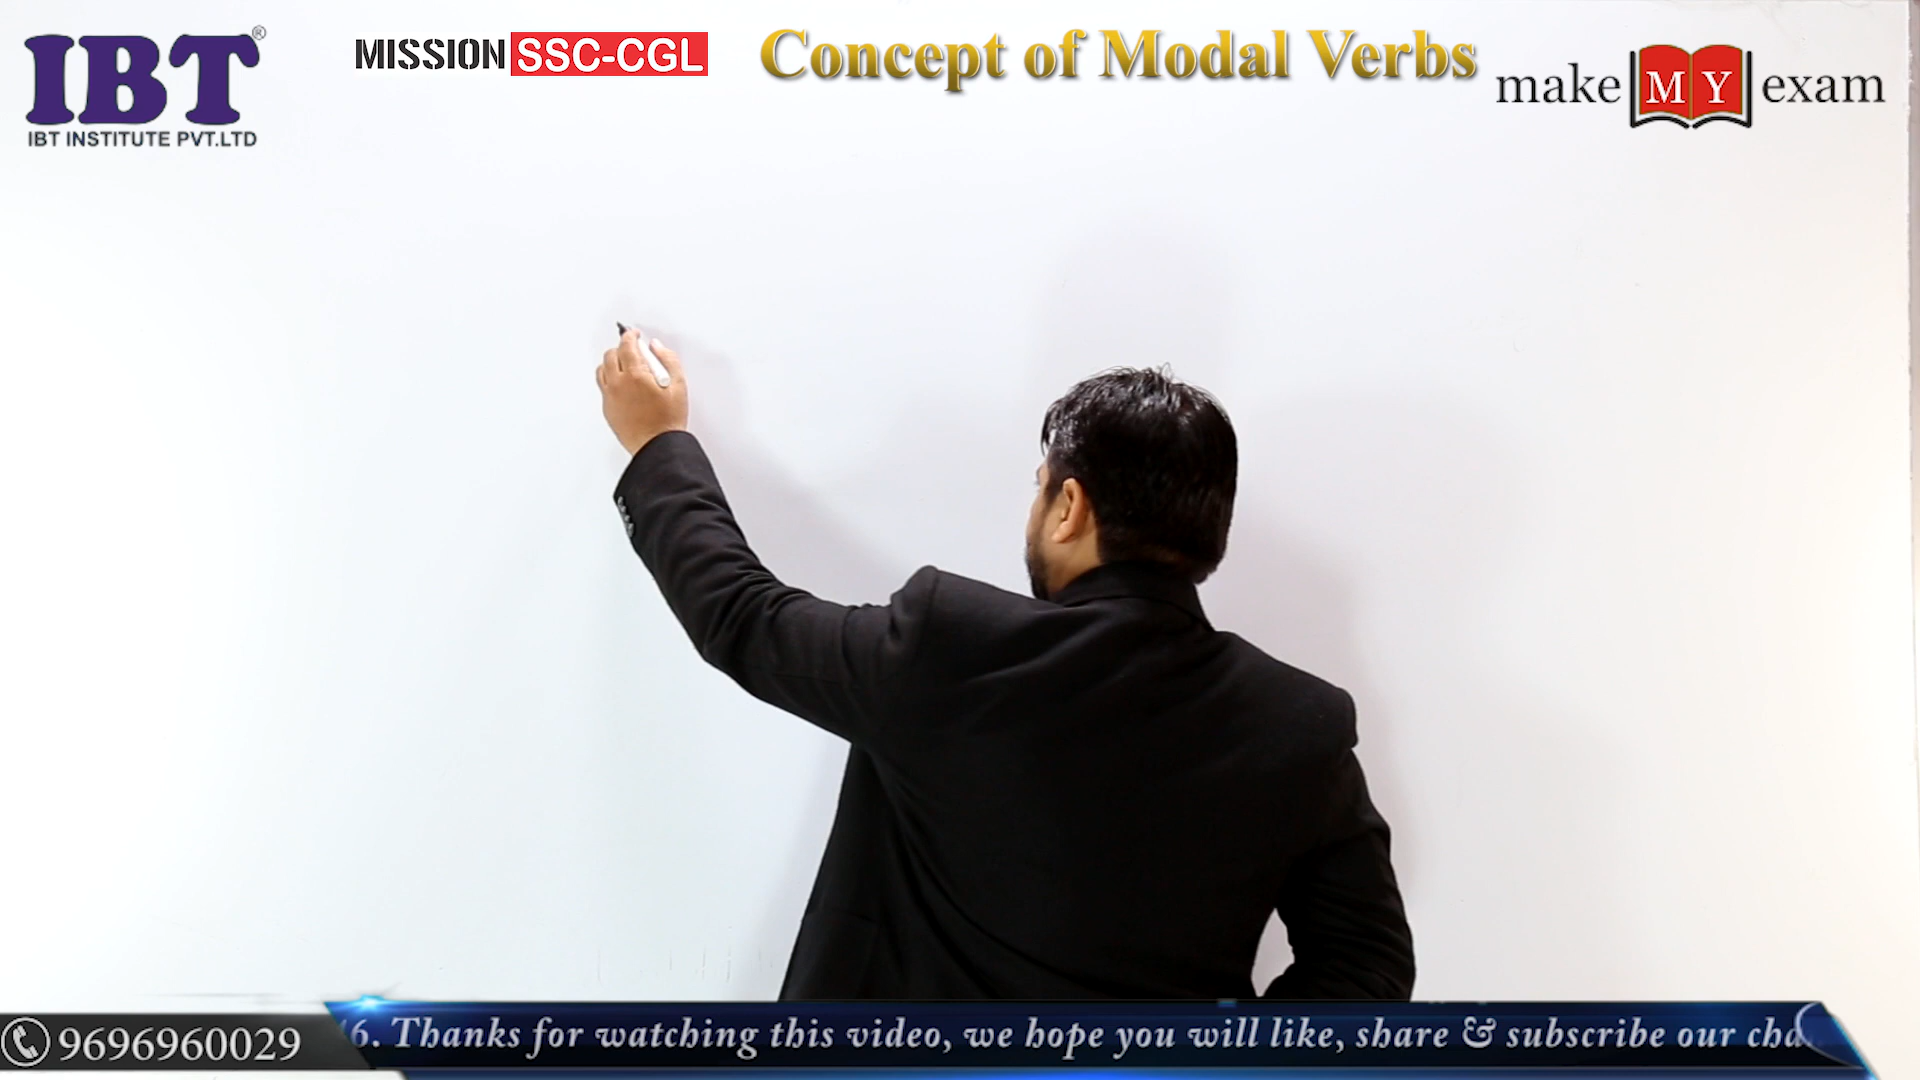 IBT®
IBT INSTITUTE PVT.LTD
MISSION SSC-CGL
Concept of Modal Verbs
make MY exam
9696960029
6. Thanks for watching this video, we hope you will like, share & subscribe our cha